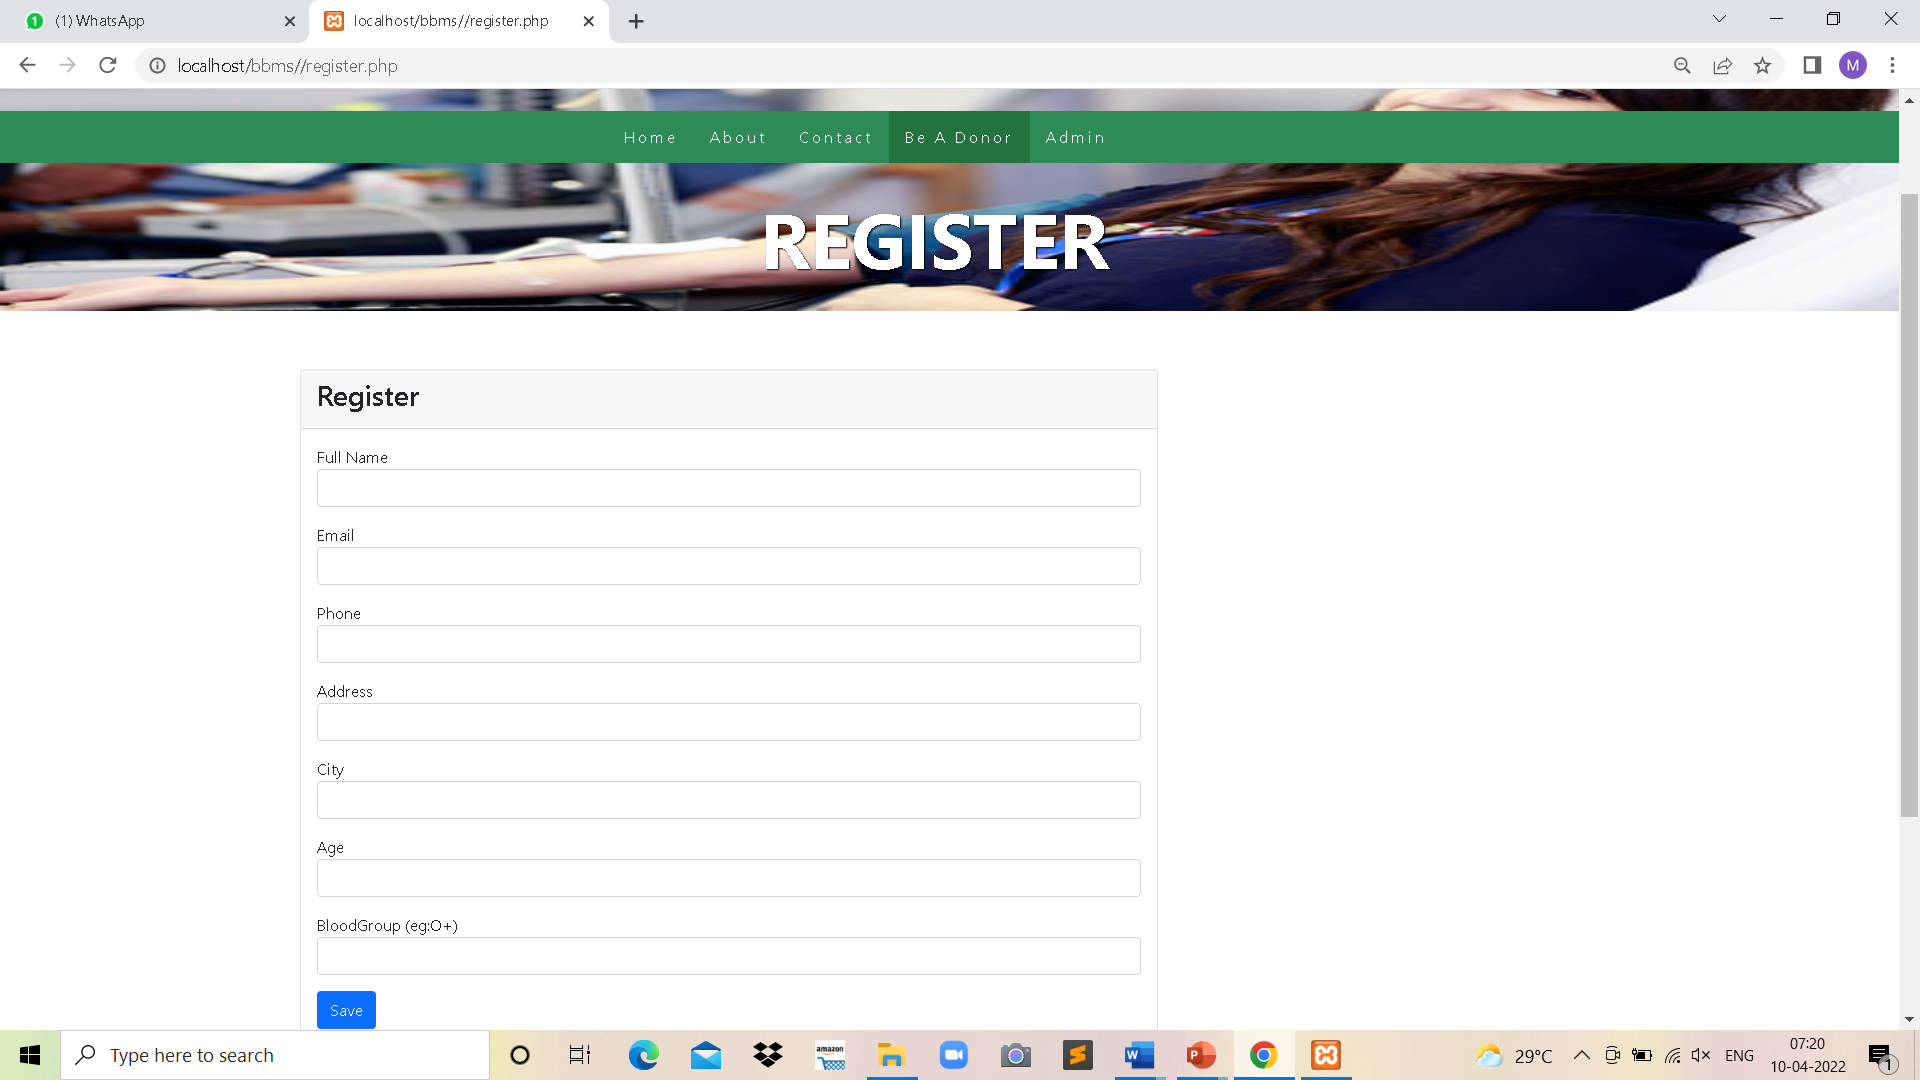 (1) WhatsApp
localhost/bbms//register.php
localhost/bbms//register.php
M
Home About Contact Be A Donor Admin
REGISTER
Register
Full Name
Email
Phone
Address
City
Age
BloodGroup (eg:O+)
Save
Type here to search
amazon
29°C
ENG
07:20
10-04-2022
1